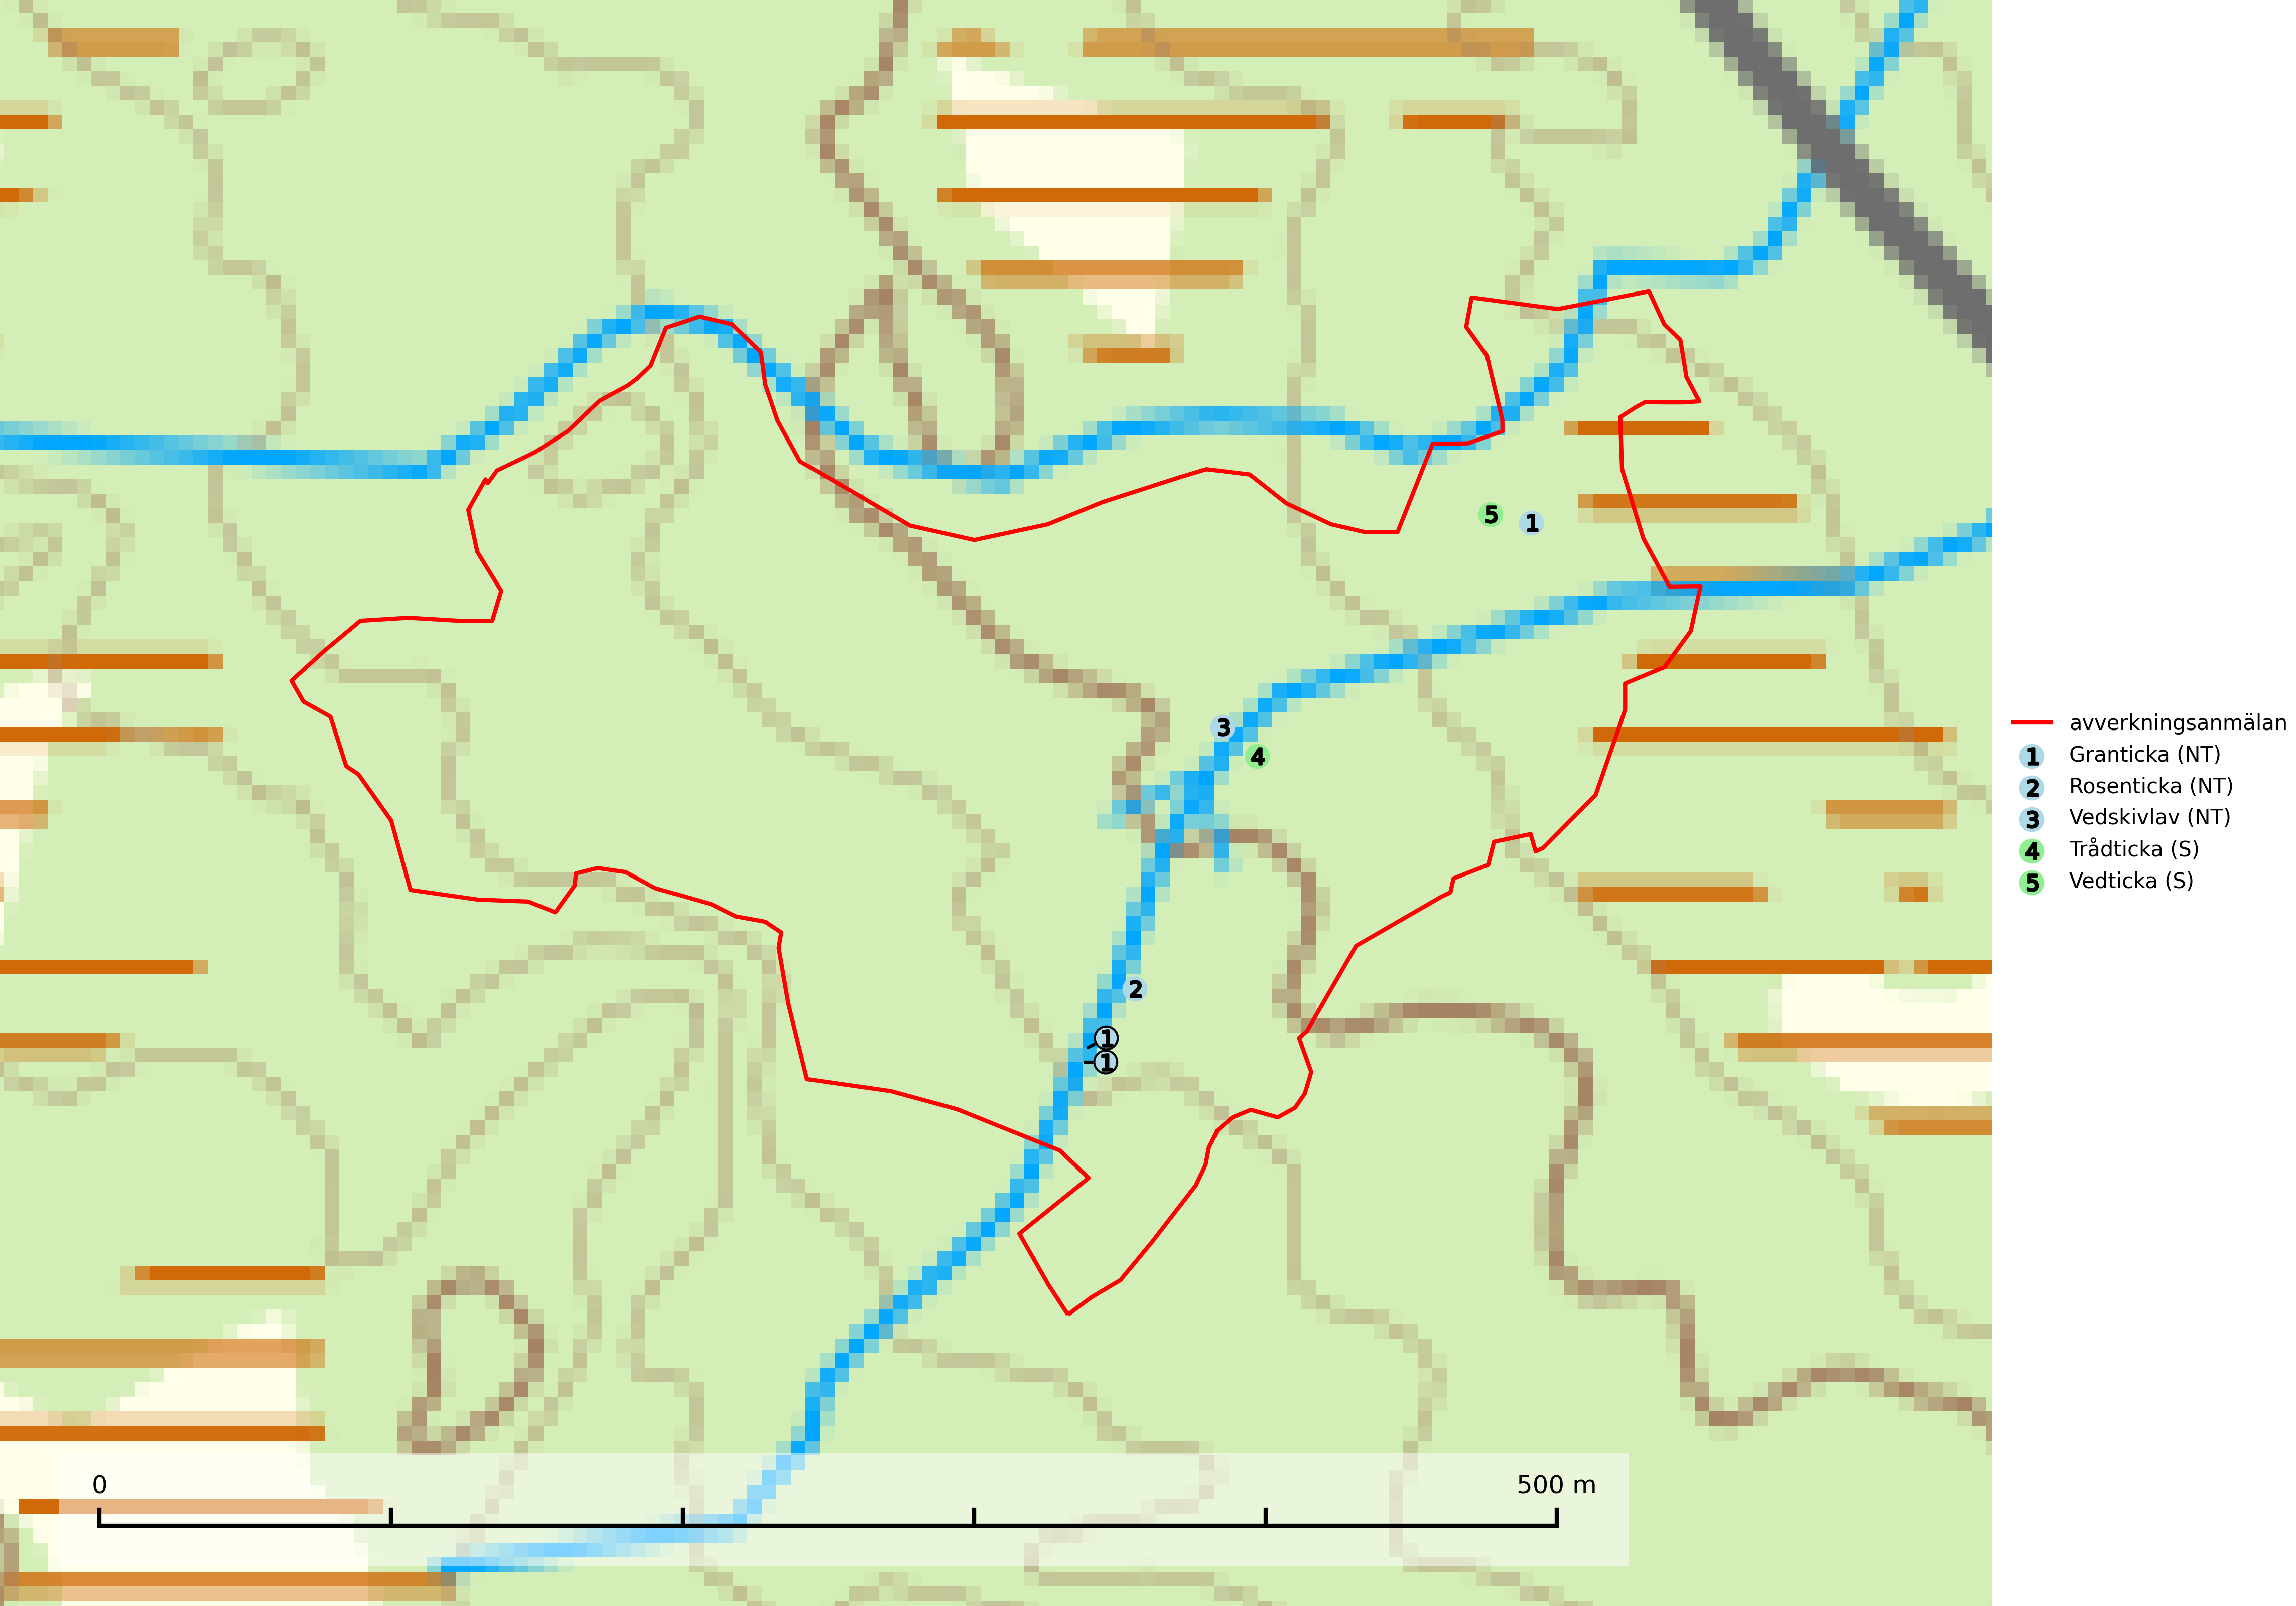 5 1
3
4
2
1
1
0 500 m
avverkningsanmälan
1 Granticka (NT)
2 Rosenticka (NT)
3 Vedskivlav (NT)
4 Trådticka (S)
5 Vedticka (S)